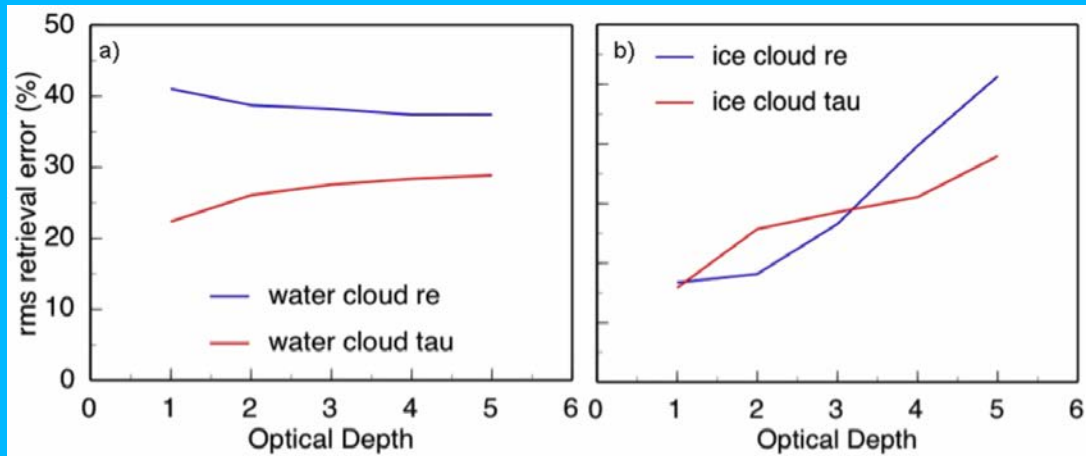 50
40
30
20
10
0
rms retrieval error (%)
a)
water cloud re
water cloud tau
0 1 2 3 4 5 6
Optical Depth
b)
ice cloud re
ice cloud tau
0 1 2 3 4 5 6
Optical Depth